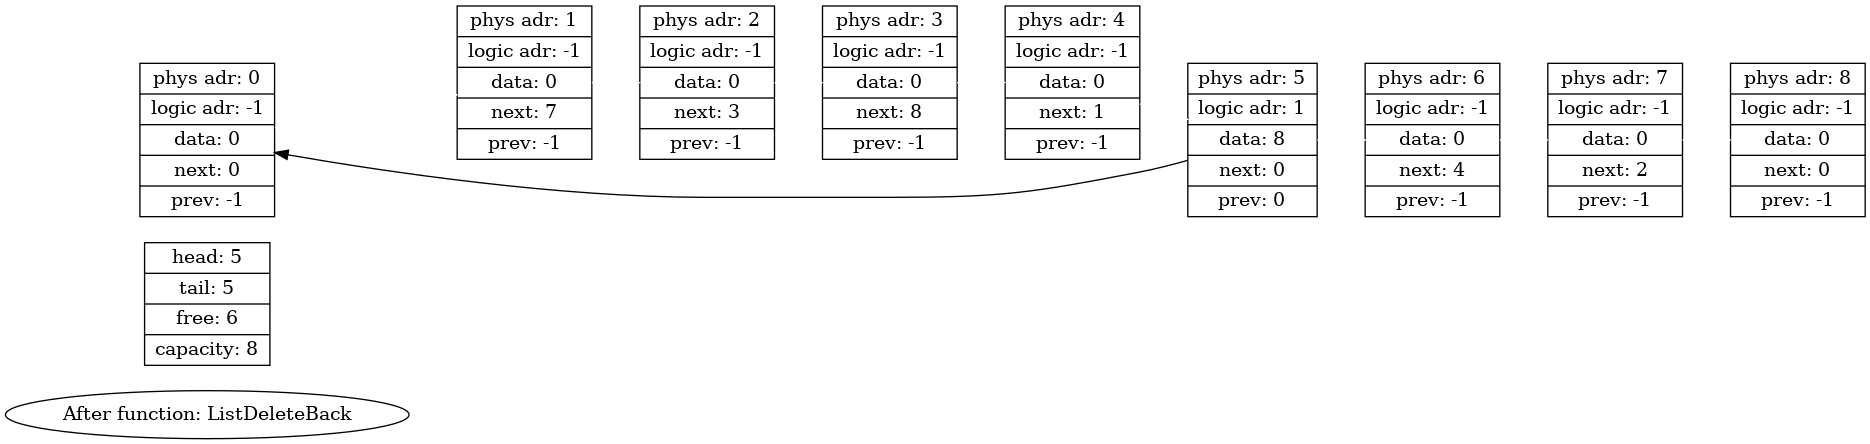 phys adr: 0
logic adr: -1
data: 0
next: 0
prev: -1
phys adr: 1
logic adr: -1
data: 0
next: 7
prev: -1
phys adr: 2
logic adr: -1
data: 0
next: 3
prev: -1
phys adr: 3
logic adr: -1
data: 0
next: 8
prev: -1
phys adr: 4
logic adr: -1
data: 0
next: 1
prev: -1
phys adr: 5
logic adr: 1
data: 8
next: 0
prev: 0
phys adr: 6
logic adr: -1
data: 0
next: 4
prev: -1
phys adr: 7
logic adr: -1
data: 0
next: 2
prev: -1
phys adr: 8
logic adr: -1
data: 0
next: 0
prev: -1
head: 5
tail: 5
free: 6
capacity: 8
After function: ListDeleteBack